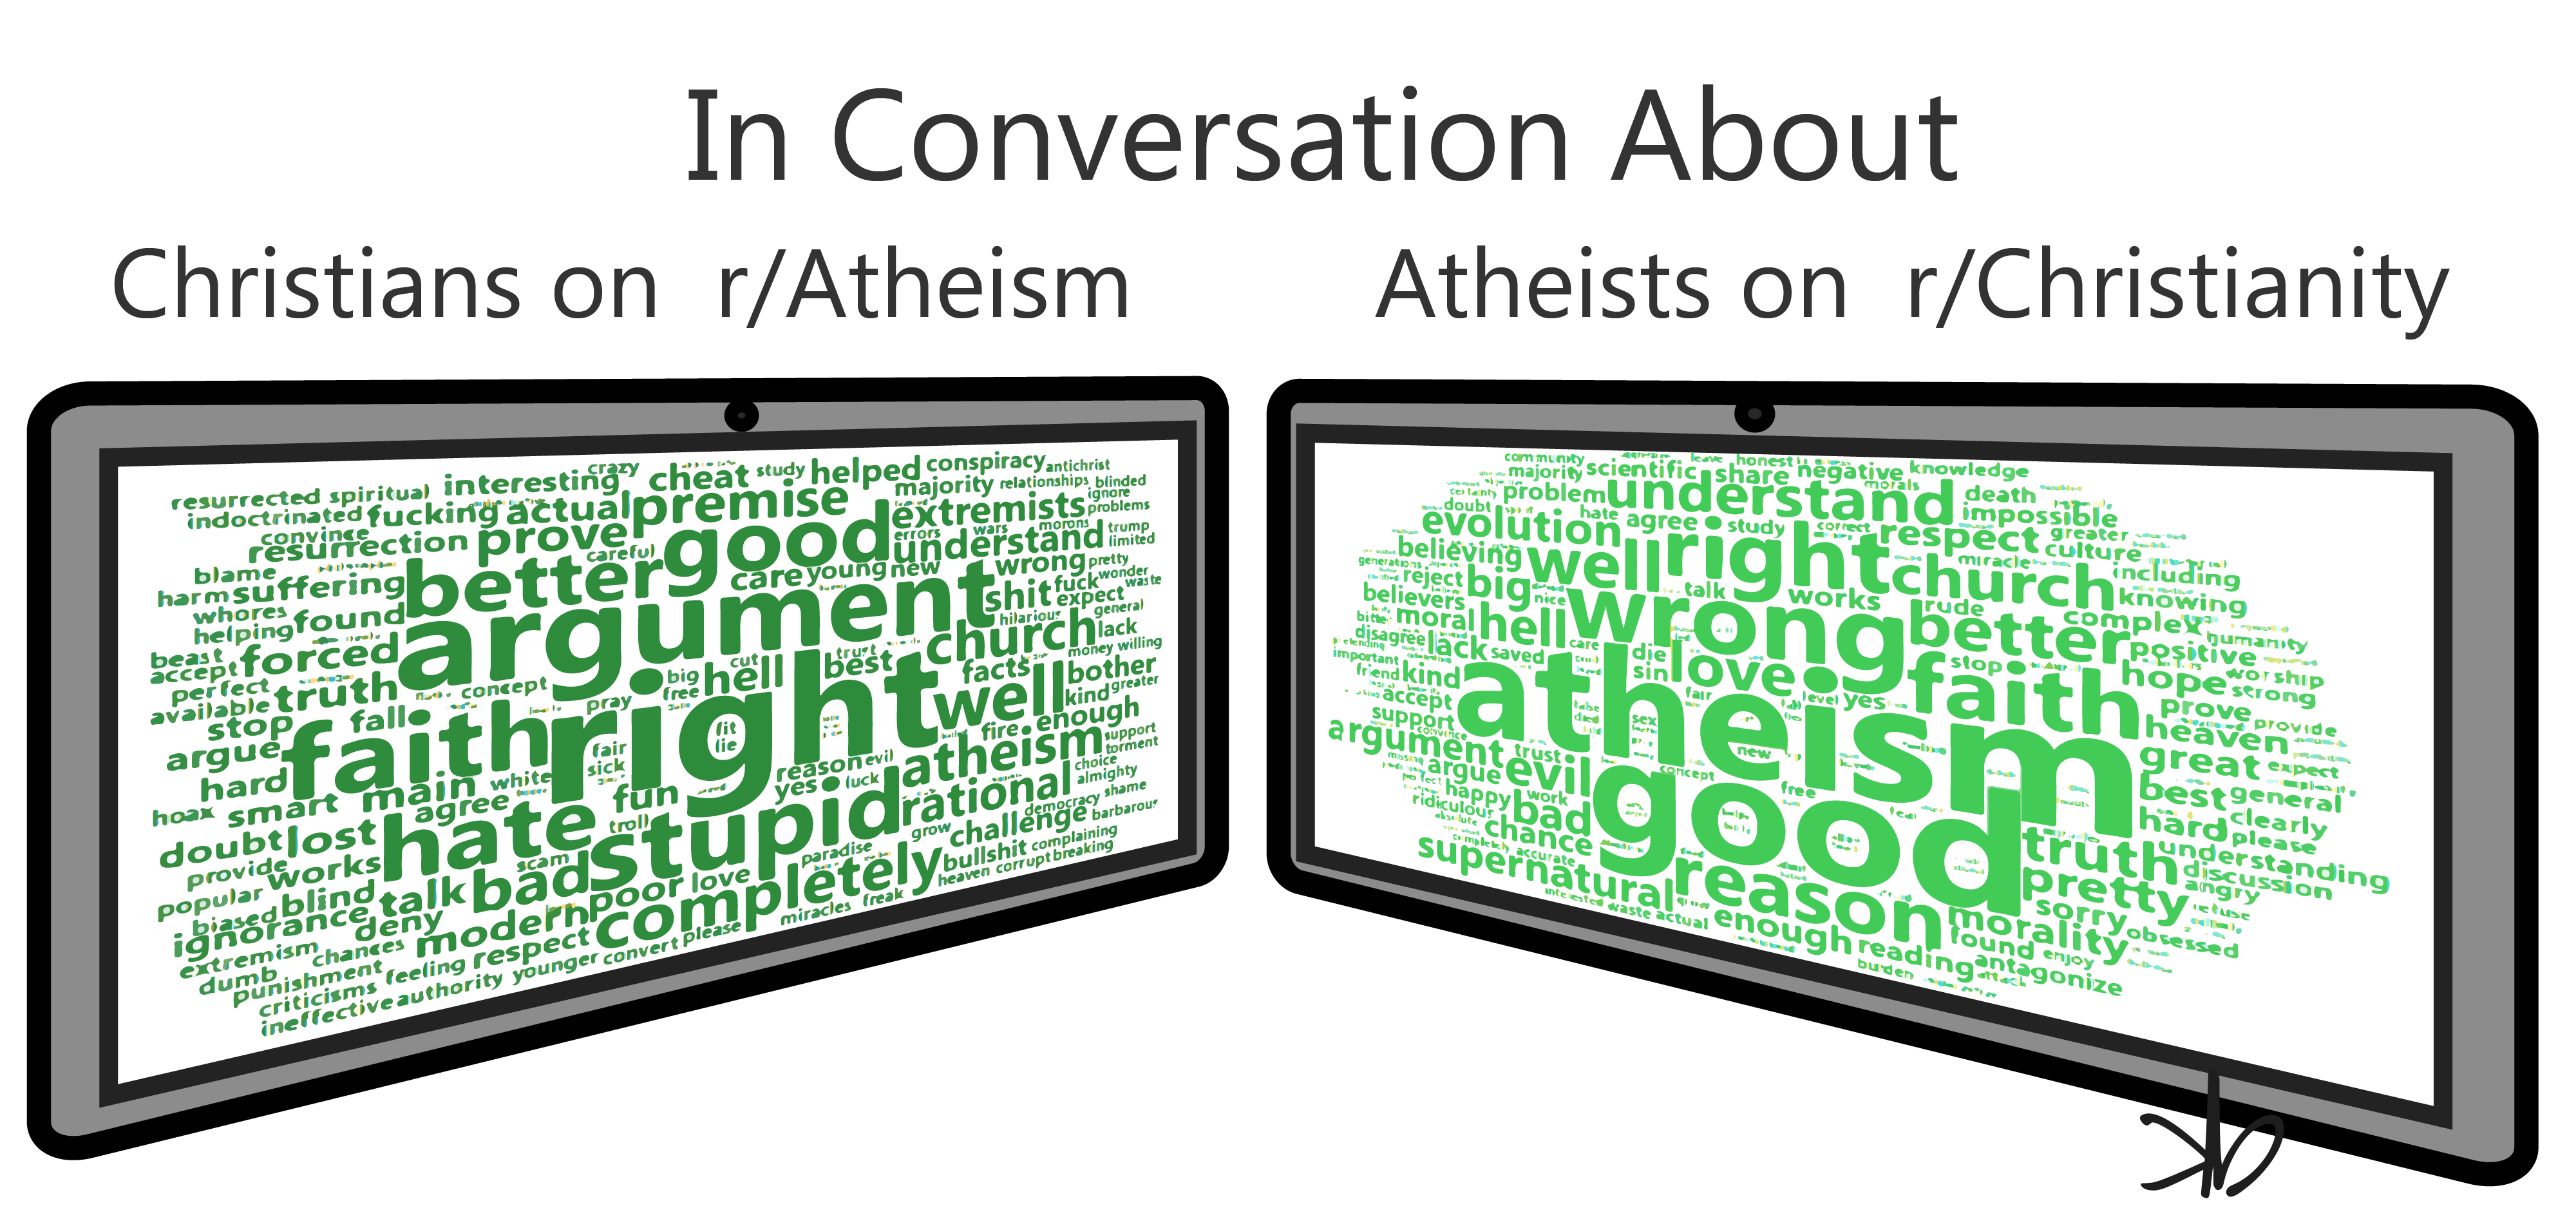 In Conversation About
Christians on r/Atheism
Atheists on r/Christianity
crazy
interesting cheat study helped conspiracy antichrist
resurrected spiritual
majority relationships blinded
indoctrinated fucking actual premise extremists ignore
problems
convince
resurrection prove good errors wars morons trump
careful understand limited
blame better care young new wrong pretty
harm suffering argument shit fuck wonder
expect waste
whores found hilarious general
helping
beast forced church lack
accept truth concept hell cut trust best facts money willing
perfect big free bother
available fall pray right well kind greater
stop faith fit lie fire enough
argue fair sick reason evil atheism support
torment
hard main white yes luck rational choice
almighty
hoax smart agree hate fun stupid democracy shame
doubt lost troll grow challenge barbarous
provide works scam paradise completely bullshit complaining
popular blind talk bad poor love heaven corrupt breaking
biased modern miracles freak
ignorance deny
extremism chances respect convert please
dumb punishment feeling younger
criticisms authority
ineffective
community leave honest
majority scientific share negative knowledge
certainty problem understand morals death
doubt hate agree study correct impossible
evolution right respect greater
believing well church culture
generations reject big miracle including
believers nice talk works rude knowing
moral hell wrong better complex humanity
disagree lack saved care die love positive
important kind sin stop hope worship
friend atheism faith strong
accept fair level yes prove provide
support sex heaven
argument trust new great expect
argue evil concept good best general
happy work free hard clearly
ridiculous bad please
absolute chance truth understanding
completely accurate reason pretty discussion
supernatural angry
waste actual enough morality sorry refuse
reading found enjoy obsessed
burden attack antagonize